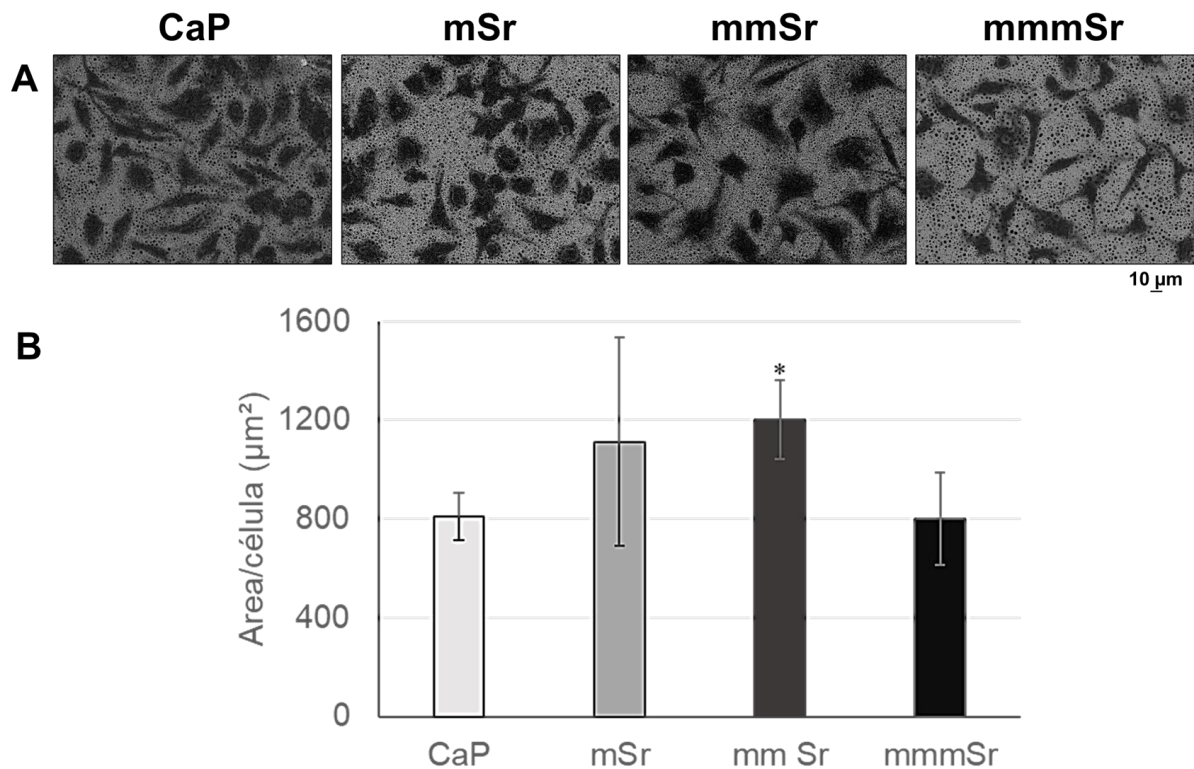 CaP mSr mmSr mmmSr
A
10 µm
B
Area/célula (µm²)
1600
1200
800
400
0
*
CaP mSr mm Sr mmmSr